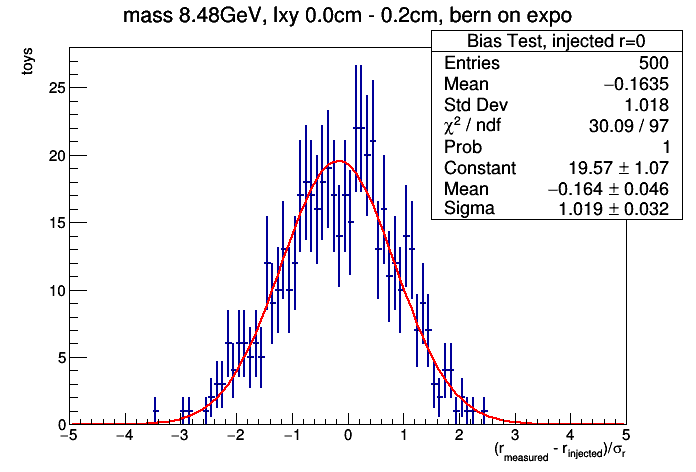 mass 8.48GeV, lxy 0.0cm - 0.2cm, bern on expo
toys
Bias Test, injected r=0
Entries 500
Mean −0.1635
Std Dev 1.018
χ² / ndf 30.09 / 97
Prob 1
Constant 19.57 ± 1.07
Mean −0.164 ± 0.046
Sigma 1.019 ± 0.032
25
20
15
10
5
0
−5 −4 −3 −2 −1 0 1 2 3 4 5
(r_measured - r_injected)/σ_r